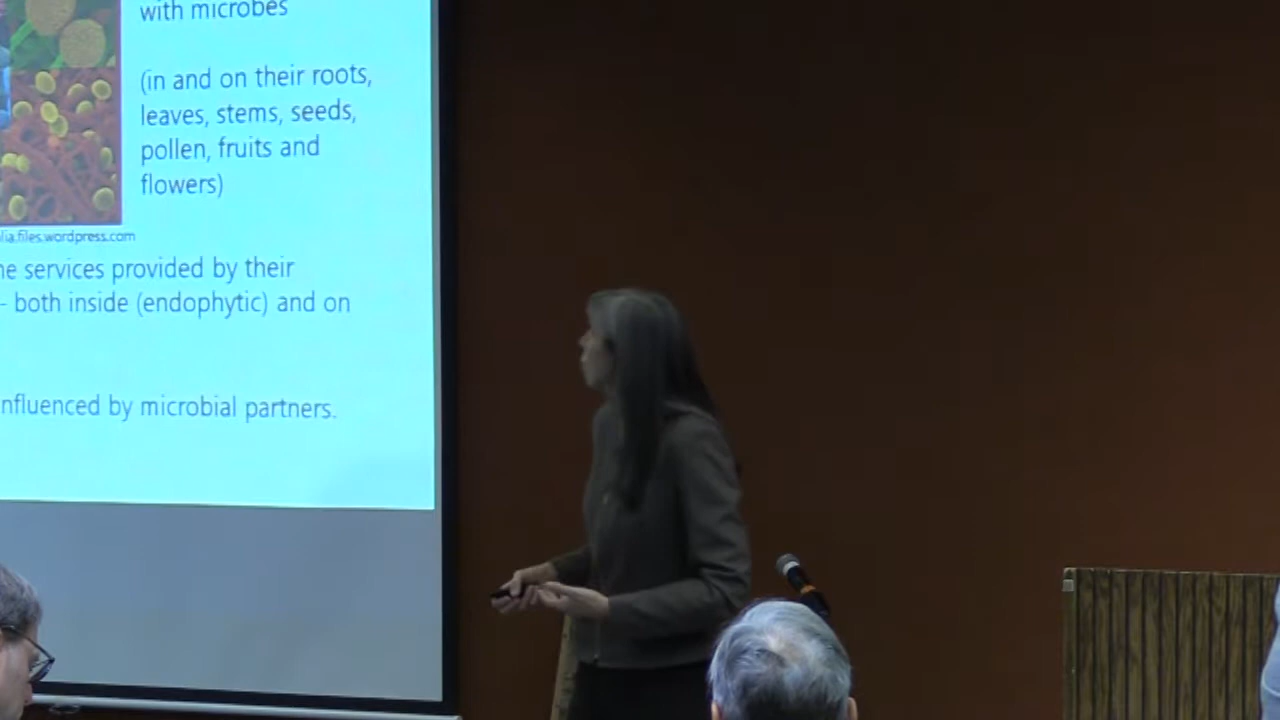 with microbes
(in and on their roots,
leaves, stems, seeds,
pollen, fruits and
flowers)
lia.files.wordpress.com
services provided by their
- both inside (endophytic) and on
nfluenced by microbial partners.